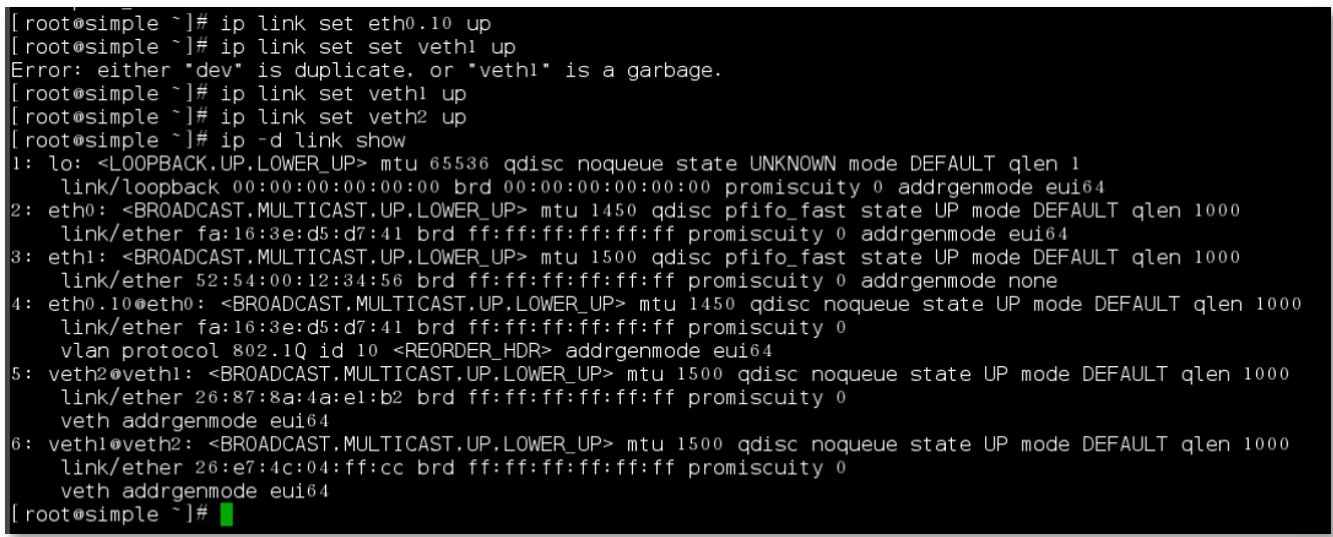 [root@simple ~]# ip link set eth0.10 up
[root@simple ~]# ip link set set veth1 up
Error: either "dev" is duplicate, or "veth1" is a garbage.
[root@simple ~]# ip link set veth1 up
[root@simple ~]# ip link set veth2 up
[root@simple ~]# ip -d link show
1: lo: <LOOPBACK,UP,LOWER_UP> mtu 65536 qdisc noqueue state UNKNOWN mode DEFAULT qlen 1
    link/loopback 00:00:00:00:00:00 brd 00:00:00:00:00:00 promiscuity 0 addrgenmode eui64
2: eth0: <BROADCAST,MULTICAST,UP,LOWER_UP> mtu 1450 qdisc pfifo_fast state UP mode DEFAULT qlen 1000
    link/ether fa:16:3e:d5:d7:41 brd ff:ff:ff:ff:ff:ff promiscuity 0 addrgenmode eui64
3: eth1: <BROADCAST,MULTICAST,UP,LOWER_UP> mtu 1500 qdisc pfifo_fast state UP mode DEFAULT qlen 1000
    link/ether 52:54:00:12:34:56 brd ff:ff:ff:ff:ff:ff promiscuity 0 addrgenmode none
4: eth0.10@eth0: <BROADCAST,MULTICAST,UP,LOWER_UP> mtu 1450 qdisc noqueue state UP mode DEFAULT qlen 1000
    link/ether fa:16:3e:d5:d7:41 brd ff:ff:ff:ff:ff:ff promiscuity 0
    vlan protocol 802.1Q id 10 <REORDER_HDR> addrgenmode eui64
5: veth2@veth1: <BROADCAST,MULTICAST,UP,LOWER_UP> mtu 1500 qdisc noqueue state UP mode DEFAULT qlen 1000
    link/ether 26:87:8a:4a:e1:b2 brd ff:ff:ff:ff:ff:ff promiscuity 0
    veth addrgenmode eui64
6: veth1@veth2: <BROADCAST,MULTICAST,UP,LOWER_UP> mtu 1500 qdisc noqueue state UP mode DEFAULT qlen 1000
    link/ether 26:e7:4c:04:ff:cc brd ff:ff:ff:ff:ff:ff promiscuity 0
    veth addrgenmode eui64
[root@simple ~]#